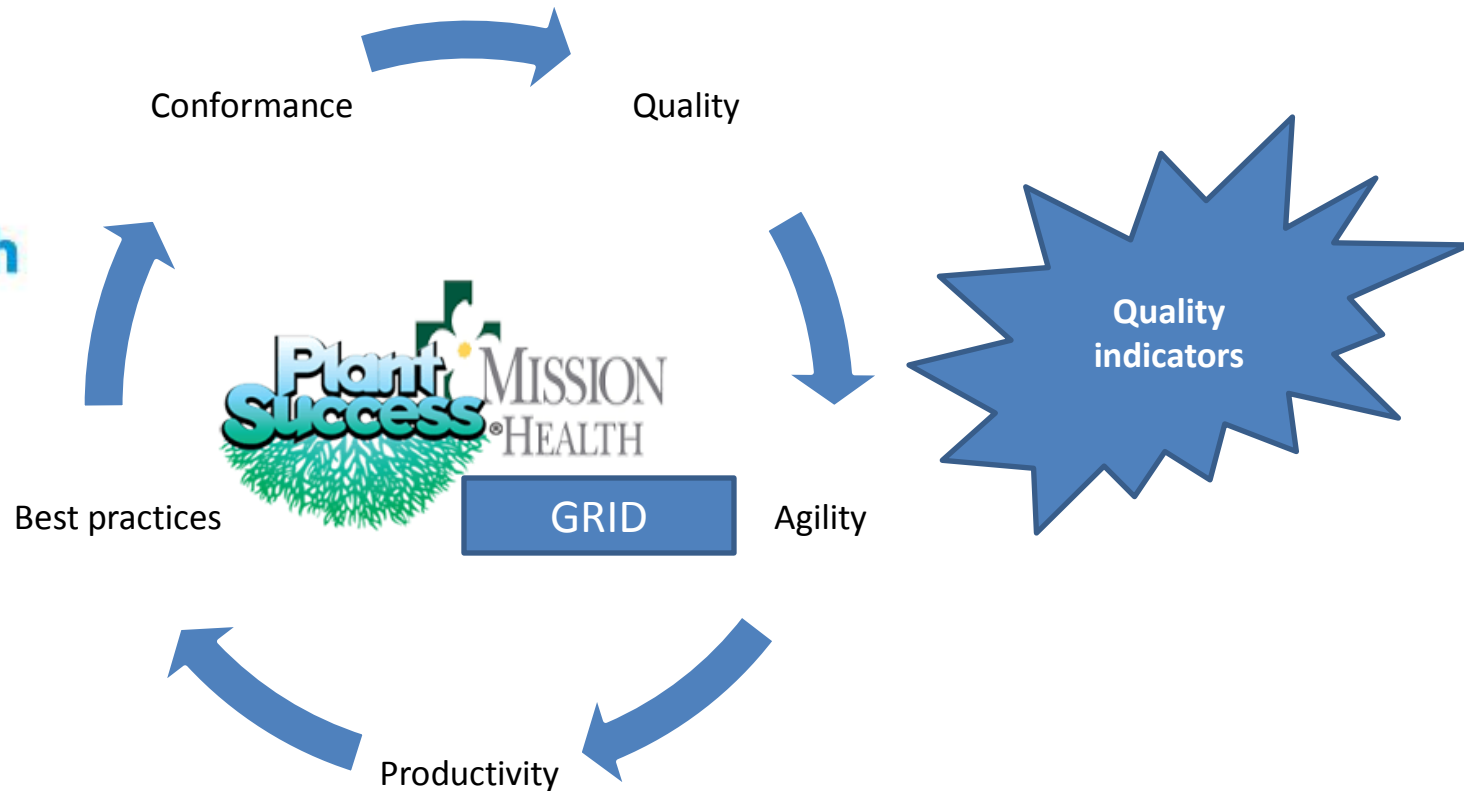 Conformance
Quality
Quality
indicators
Plant
Success
MISSION
®HEALTH
GRID
Best practices
Agility
Productivity